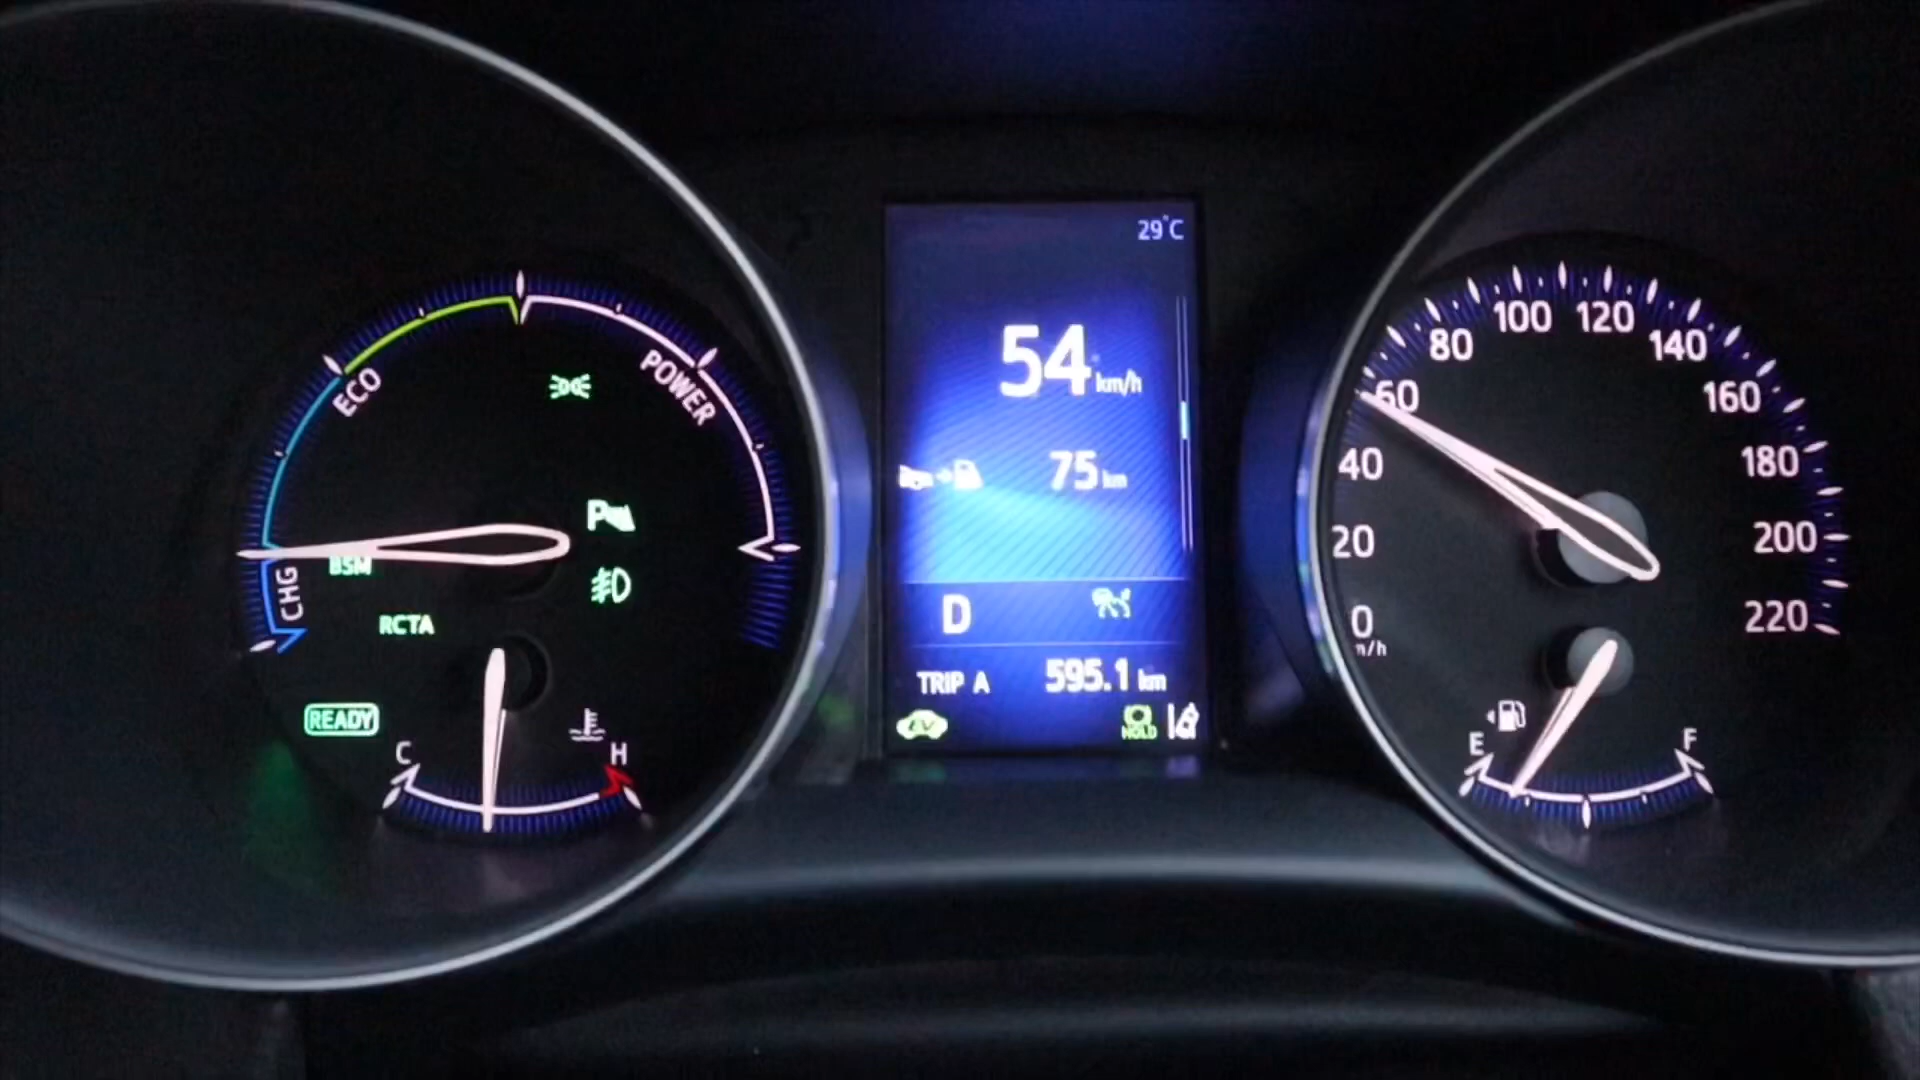 ECO
POWER
CHG
P
BSM
RCTA
READY
C
H
29°C
54 km/h
75 km
D
TRIP A 595.1 km
EV
HOLD
0
20
40
60
80
100
120
140
160
180
200
220
E
F